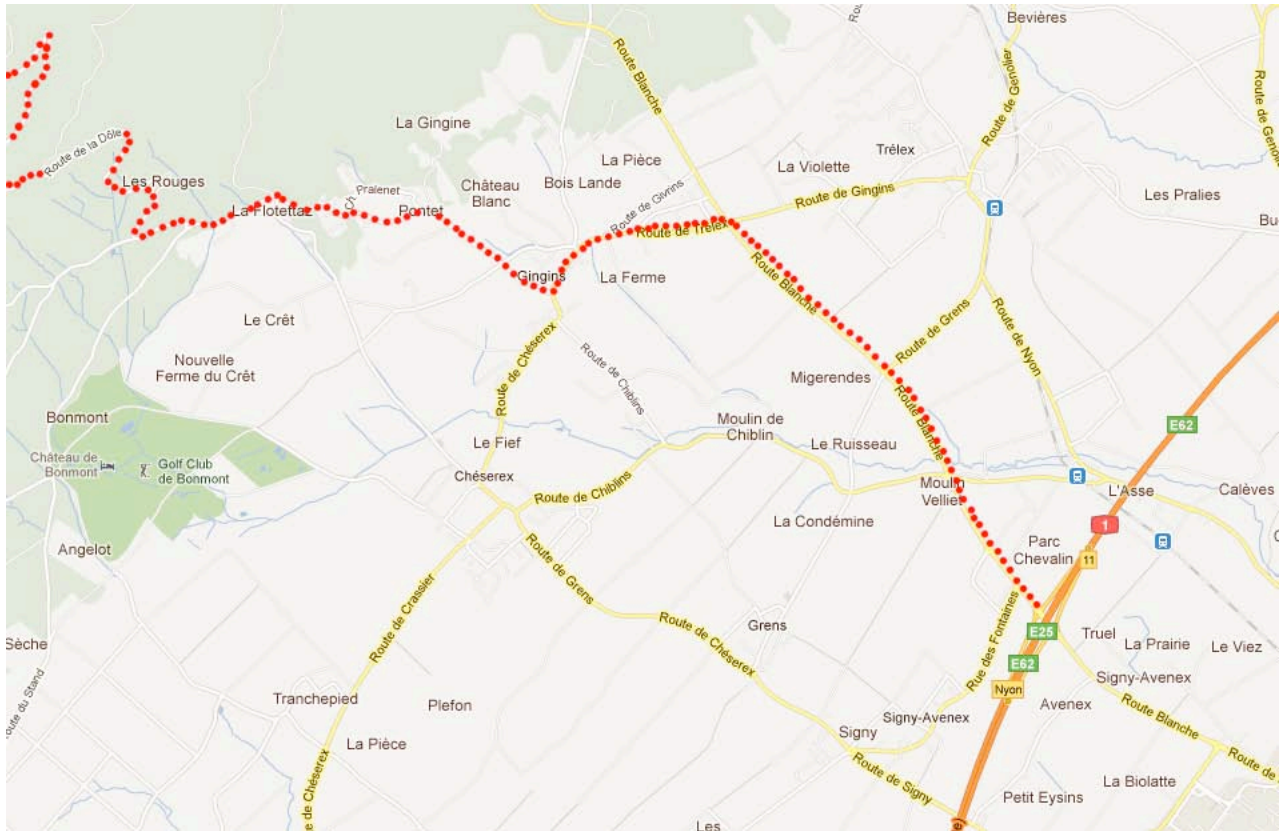 Bevières
Route Blanche
Route de Genolier
Route de Genolier
La Gingine
Route de la Dôle
La Pièce
La Violette
Trélex
Les Rouges
Ch. Pralenet
Château
Blanc
Bois Lande
Route de Givrins
Route de Gingins
Les Pralies
La Flottettaz
Pontet
Route de Trélex
Gingins
La Ferme
Route Blanche
Route de Grens
Route de Nyon
Le Crêt
Route de Chéserex
Route de Chiblins
Nouvelle
Ferme du Crêt
Migerendes
Bonmont
Moulin de
Chiblin
Route Blanche
E62
Château de
Bonmont
Golf Club
de Bonmont
Le Fief
Le Ruisseau
Chéserex
Moulin
Velliet
L'Asse
Calèves
Route de Chiblins
La Condémine
1
Angelot
Parc
Chevalin
11
Route de Grens
Route de Crassier
Rue des Fontaines
Sèche
Route de Chéserex
Grens
E25
Truel
La Prairie
Le Viez
E62
Signy-Avenex
Tranchepied
Plefon
Nyon
Avenex
Route du Stand
Signy-Avenex
Route Blanche
La Pièce
Signy
Route de Signy
La Biolatte
Petit Eysins
Les